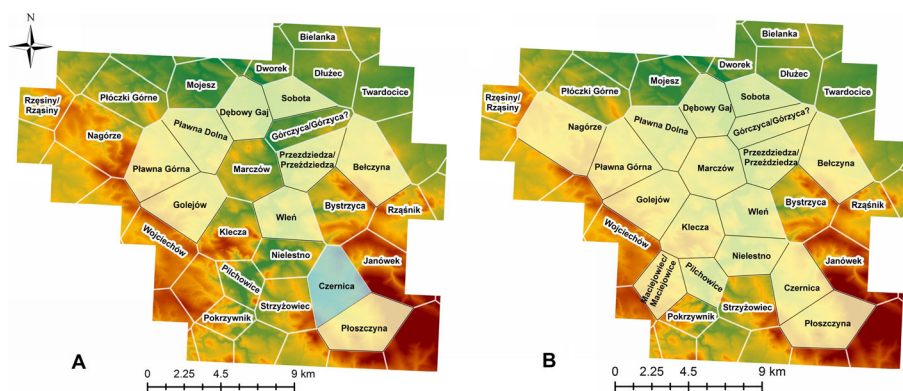 N
Bielanka
Dworek
Mojesz
Dłużec
Rzęsiny/
Rząsiny
Płóczki Górne
Twardocice
Sobota
Dębowy Gaj
Górczyca/Górzyca?
Nagórze
Pławna Dolna
Przezdziedza/
Przeździedza
Bełczyna
Pławna Górna
Marczów
Golejów
Bystrzyca
Rząśnik
Wleń
Wojciechów
Klecza
Nielestno
Janówek
Pilchowice
Czernica
Strzyżowiec
Pokrzywnik
Płoszczyna
A
0 2.25 4.5 9 km
Bielanka
Dworek
Mojesz
Dłużec
Rzęsiny/
Rząsiny
Płóczki Górne
Twardocice
Sobota
Dębowy Gaj
Górczyca/Górzyca?
Nagórze
Pławna Dolna
Przezdziedza/
Przeździedza
Bełczyna
Pławna Górna
Marczów
Golejów
Bystrzyca
Rząśnik
Wleń
Wojciechów
Klecza
Nielestno
Janówek
Maciejowiec/
Maciejowice
Pilchowice
Czernica
Strzyżowiec
Pokrzywnik
Płoszczyna
B
0 2.25 4.5 9 km